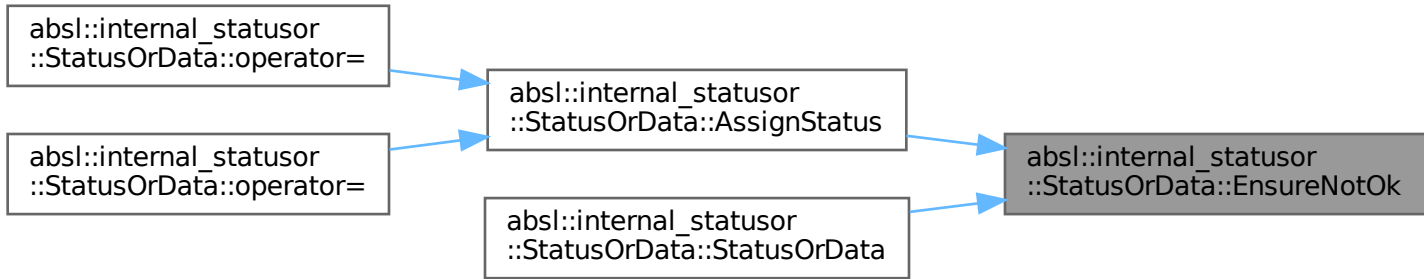 absl::internal_statusor
::StatusOrData::operator=
absl::internal_statusor
::StatusOrData::operator=
absl::internal_statusor
::StatusOrData::AssignStatus
absl::internal_statusor
::StatusOrData::StatusOrData
absl::internal_statusor
::StatusOrData::EnsureNotOk